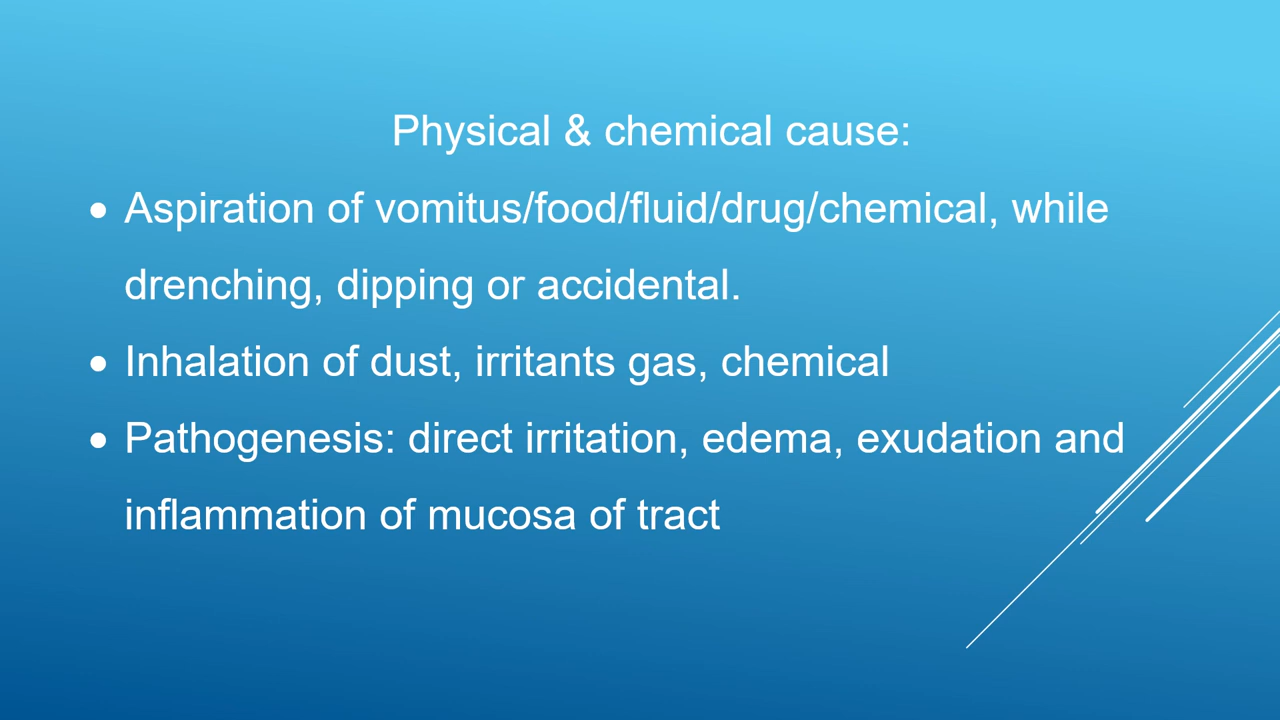 Physical & chemical cause:
• Aspiration of vomitus/food/fluid/drug/chemical, while
drenching, dipping or accidental.
• Inhalation of dust, irritants gas, chemical
• Pathogenesis: direct irritation, edema, exudation and
inflammation of mucosa of tract